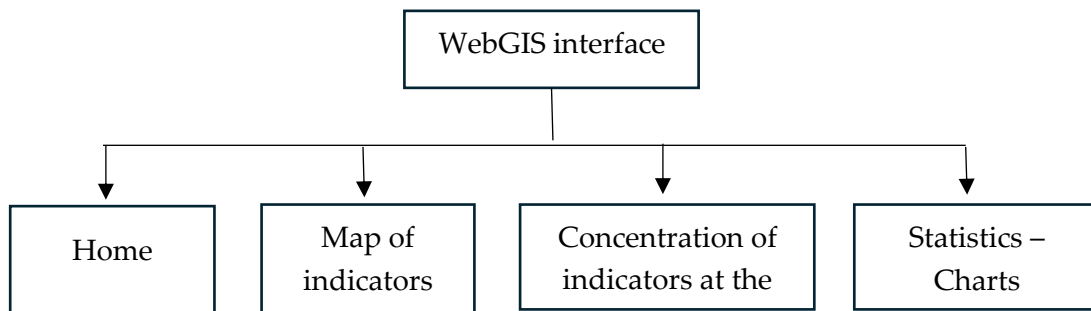 WebGIS interface
Home
Map of
indicators
Concentration of
indicators at the
Statistics –
Charts